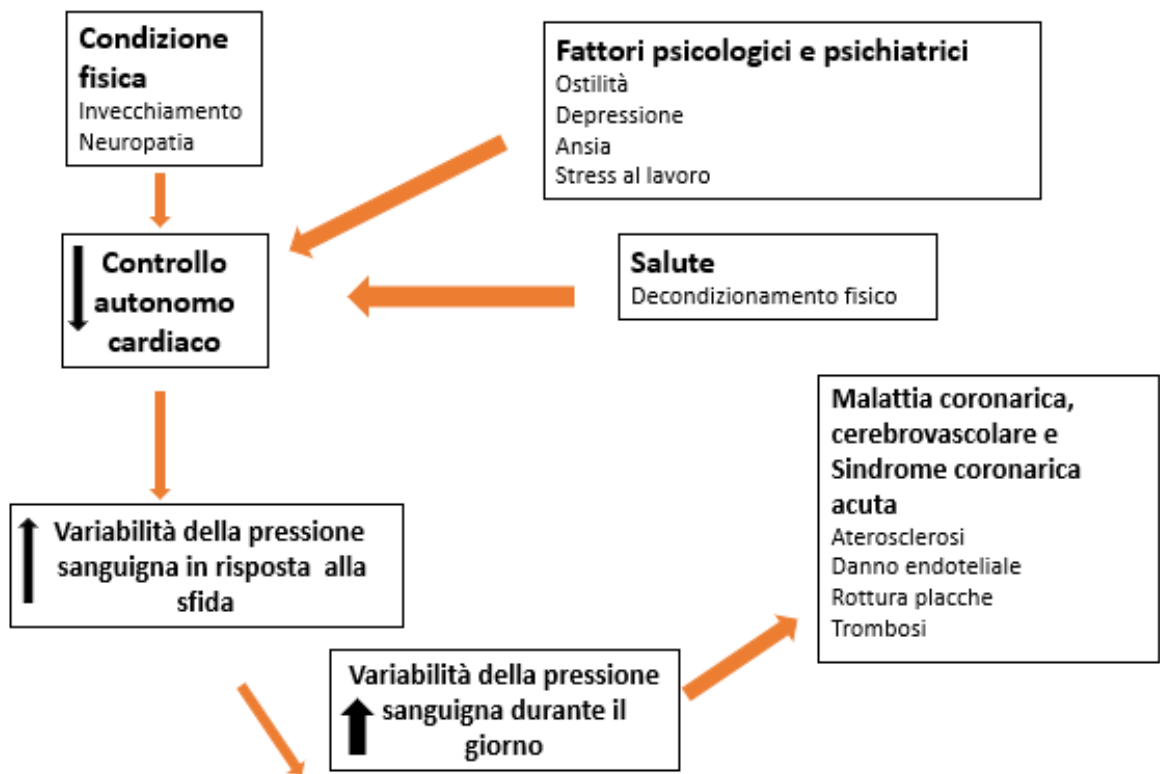 Condizione
fisica
Invecchiamento
Neuropatia
Fattori psicologici e psichiatrici
Ostilità
Depressione
Ansia
Stress al lavoro
Controllo
autonomo
cardiaco
Salute
Decondizionamento fisico
Malattia coronarica,
cerebrovascolare e
Sindrome coronarica
acuta
Aterosclerosi
Danno endoteliale
Rottura placche
Trombosi
Variabilità della pressione
sanguigna in risposta alla
sfida
Variabilità della pressione
sanguigna durante il
giorno